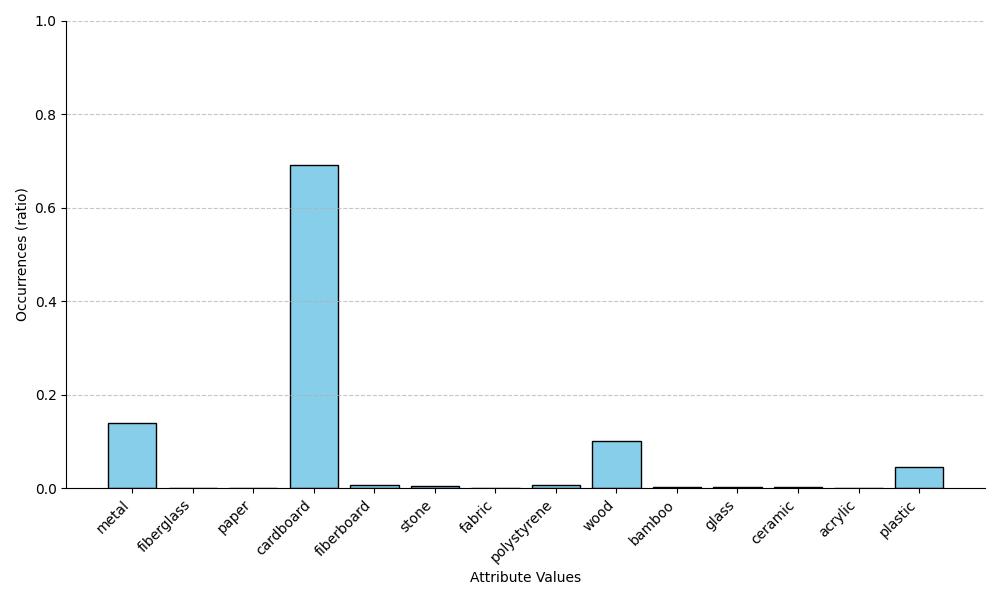 1.0
0.8
0.6
0.4
0.2
0.0
Occurrences (ratio)
metal
fiberglass
paper
cardboard
fiberboard
stone
fabric
polystyrene
wood
bamboo
glass
ceramic
acrylic
plastic
Attribute Values